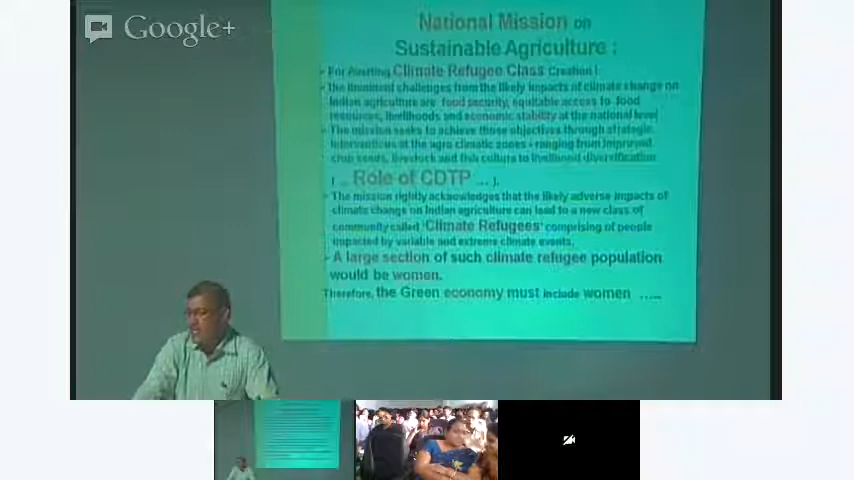 Google+
National Mission on
Sustainable Agriculture :
For Averting Climate Refugee Class Creation !
The imminent challenges from the likely impacts of climate change on
Indian agriculture are food security, equitable access to food
resources, livelihoods and economic stability at the national level
The mission seeks to achieve those objectives through strategic
interventions at the agro climatic zones - ranging from improved
crop seeds, livestock and fish culture to livelihood diversification
( ... Role of CDTP ... ).
The mission rightly acknowledges that the likely adverse impacts of
climate change on Indian agriculture can lead to a new class of
community called 'Climate Refugees' comprising of people
impacted by variable and extreme climate events.
A large section of such climate refugee population
would be women.
Therefore, the Green economy must include women .....